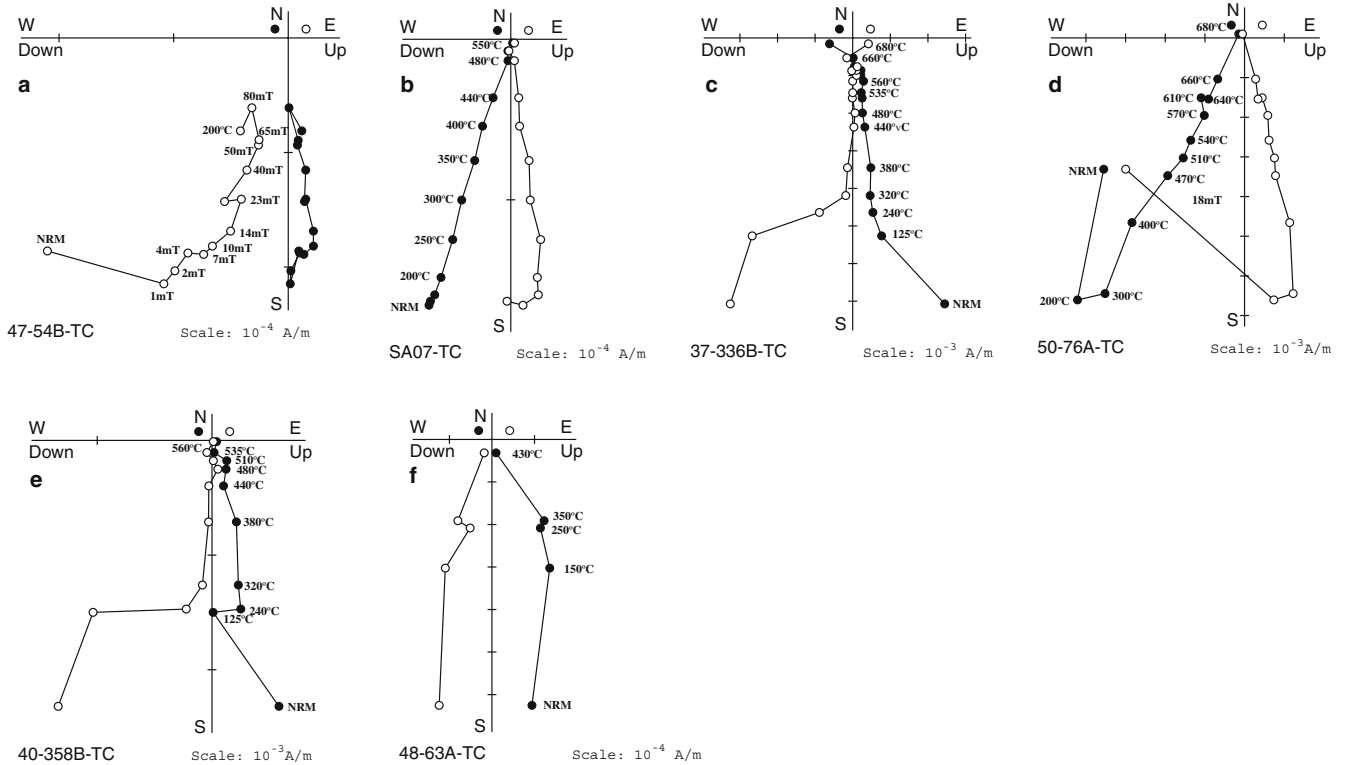 N
W E
Down Up
a
80mT
200°C
65mT
50mT
40mT
23mT
14mT
NRM
4mT
10mT
7mT
2mT
1mT
S
47-54B-TC Scale: 10-4 A/m
N
W E
Down Up
b
550°C
480°C
440°C
400°C
350°C
300°C
250°C
200°C
NRM
S
SA07-TC Scale: 10-4 A/m
N
W E
Down Up
c
680°C
660°C
560°C
535°C
480°C
440°vC
380°C
320°C
240°C
125°C
NRM
S
37-336B-TC Scale: 10-3 A/m
N
W E
Down Up
d
680°C
660°C
610°C
640°C
570°C
540°C
510°C
NRM
470°C
18mT
400°C
200°C
300°C
S
50-76A-TC Scale: 10-3A/m
N
W E
Down Up
e
560°C
535°C
510°C
480°C
440°C
380°C
320°C
240°C
125°C
NRM
S
40-358B-TC Scale: 10-3A/m
N
W E
Down Up
f
430°C
350°C
250°C
150°C
NRM
S
48-63A-TC Scale: 10-4 A/m